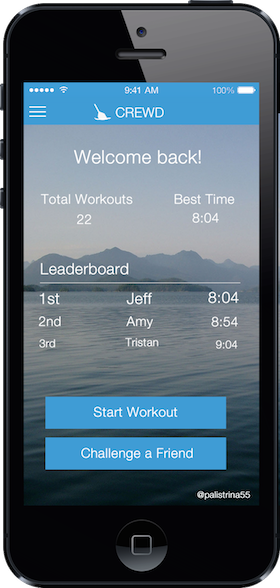 9:41 AM
100%
CREWD
Welcome back!
Total Workouts Best Time
22 8:04
Leaderboard
1st Jeff 8:04
2nd Amy 8:54
3rd Tristan 9:04
Start Workout
Challenge a Friend
@palistrina55